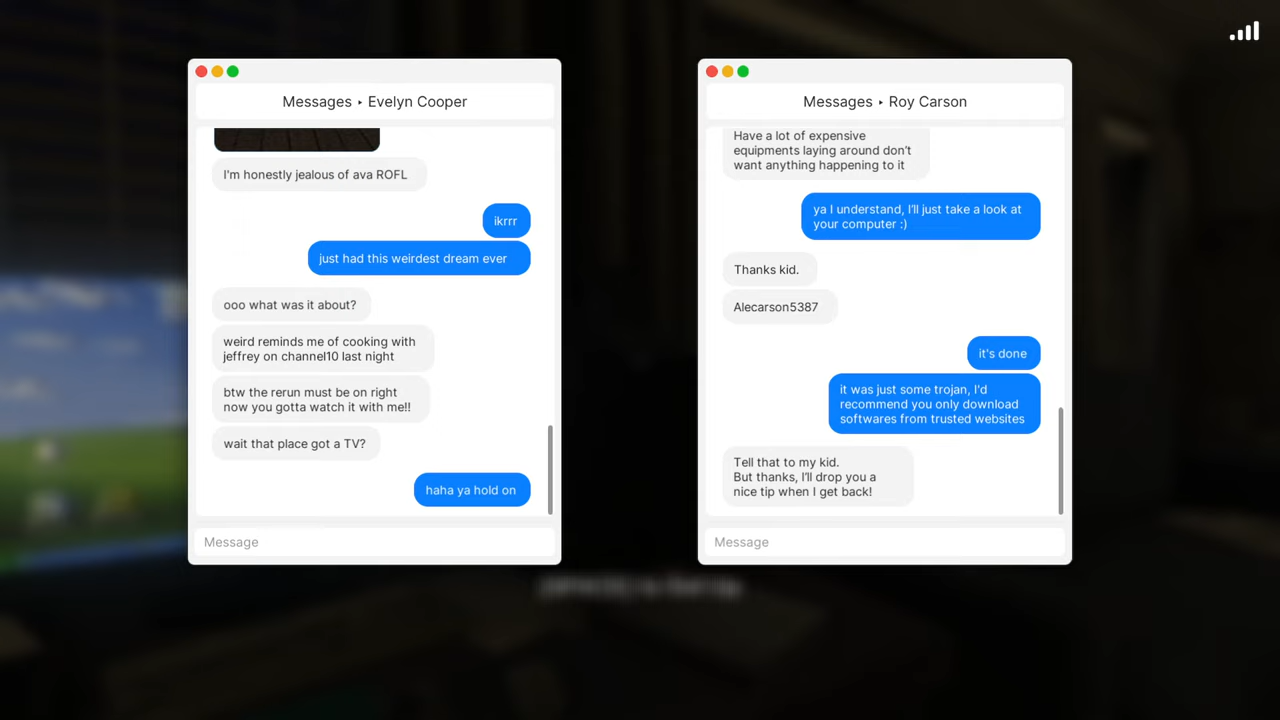 Messages ▸ Evelyn Cooper
I'm honestly jealous of ava ROFL
ikrrr
just had this weirdest dream ever
ooo what was it about?
weird reminds me of cooking with
jeffrey on channel10 last night
btw the rerun must be on right
now you gotta watch it with me!!
wait that place got a TV?
haha ya hold on
Message
Messages ▸ Roy Carson
Have a lot of expensive
equipments laying around don't
want anything happening to it
ya I understand, I'll just take a look at
your computer :)
Thanks kid.
Alecarson5387
it's done
it was just some trojan, I'd
recommend you only download
softwares from trusted websites
Tell that to my kid.
But thanks, I'll drop you a
nice tip when I get back!
Message